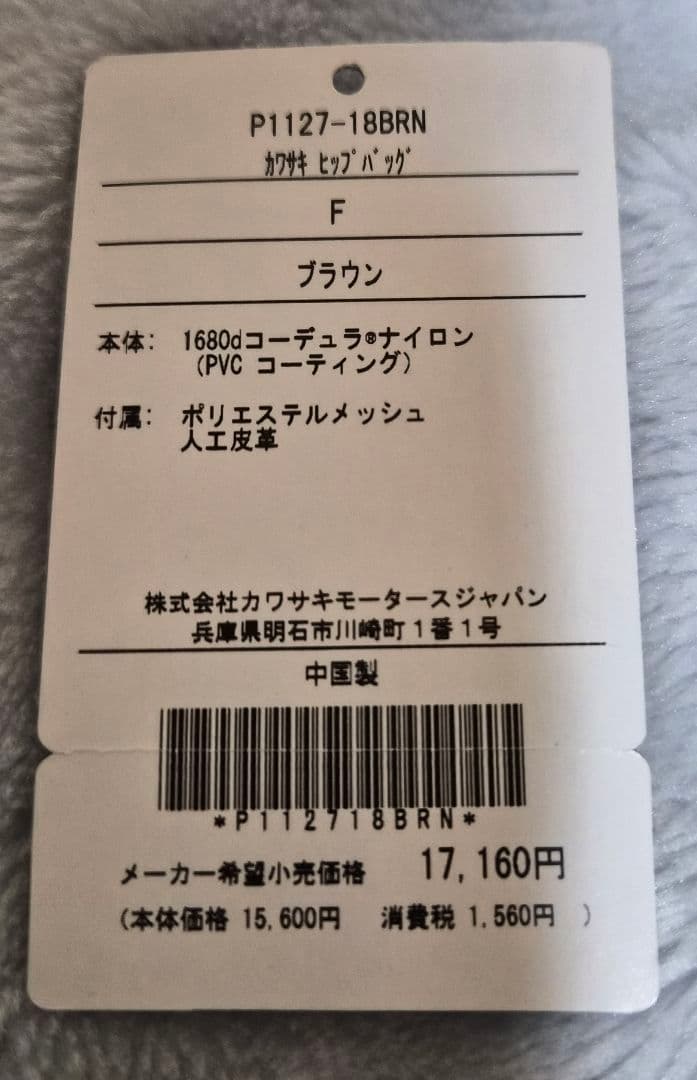 P1127-18BRN
ｶﾜｻｷ ﾋｯﾌﾟﾊﾞｯｸﾞ
F
ブラウン
本体: 1680dコーデュラ®ナイロン
(PVC コーティング)
付属: ポリエステルメッシュ
人工皮革
株式会社カワサキモータースジャパン
兵庫県明石市川崎町1番1号
中国製
*P112718BRN*
メーカー希望小売価格 17,160円
(本体価格 15,600円 消費税 1,560円 )